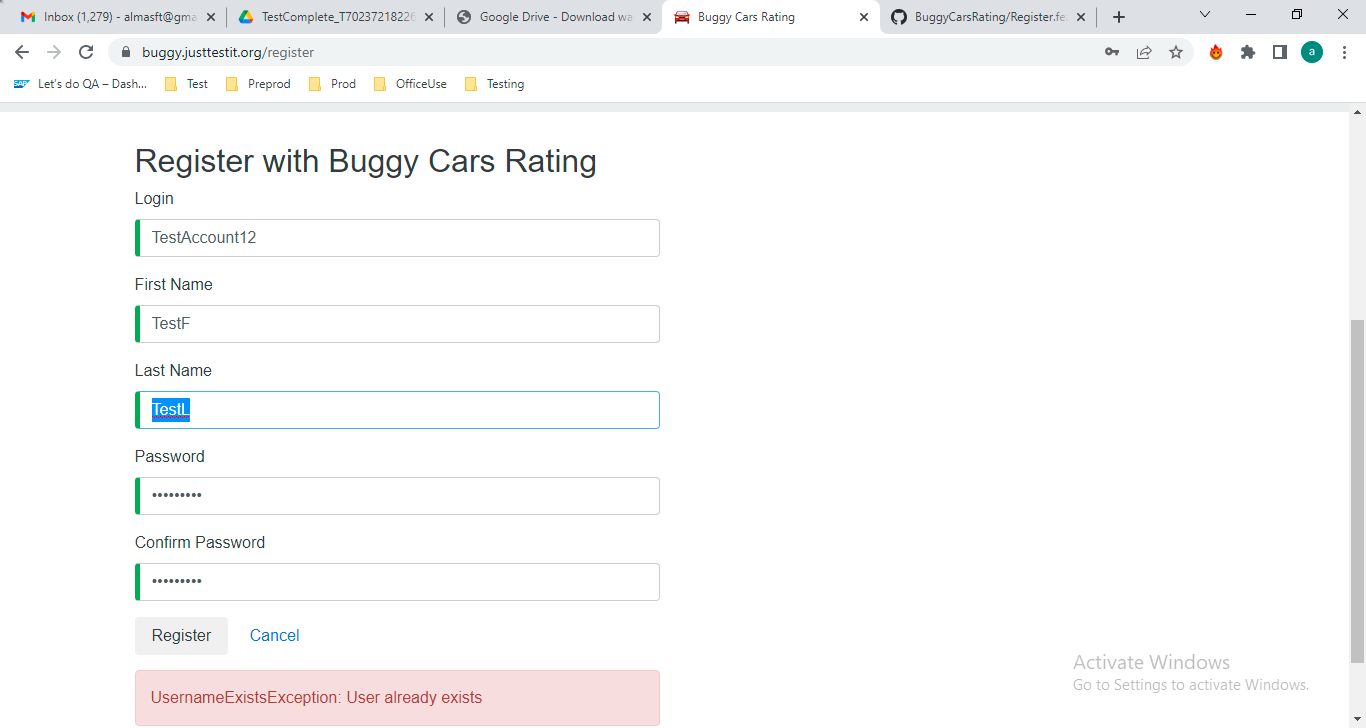 Inbox (1,279) - almasft@gma
TestComplete_T70237218226
Google Drive - Download wa
Buggy Cars Rating
BuggyCarsRating/Register.fe
buggy.justtestit.org/register
a
Let's do QA – Dash...
Test
Preprod
Prod
OfficeUse
Testing
Register with Buggy Cars Rating
Login
TestAccount12
First Name
TestF
Last Name
TestL
Password
•••••••••
Confirm Password
•••••••••
Register Cancel
UsernameExistsException: User already exists
Activate Windows
Go to Settings to activate Windows.